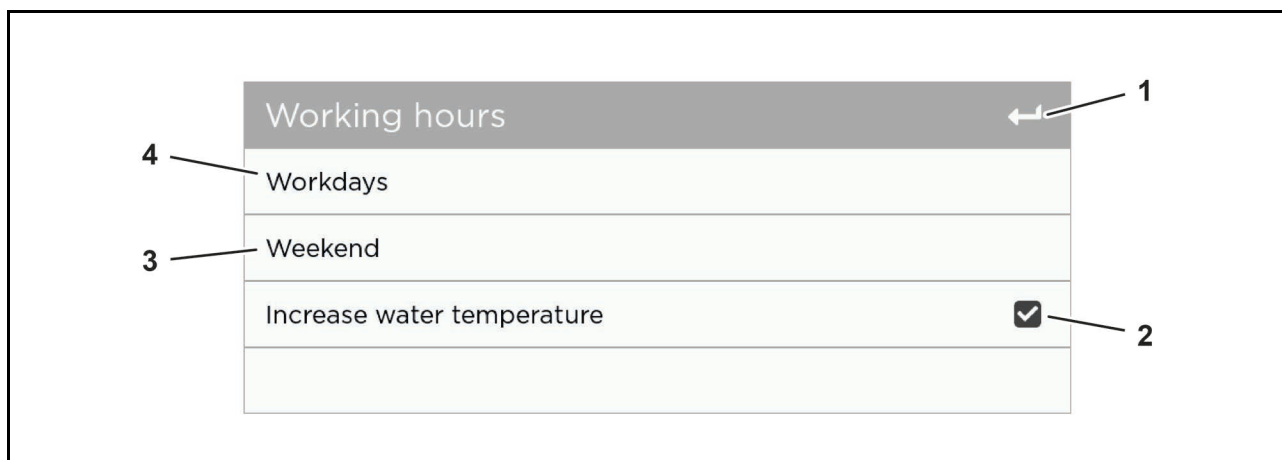 Working hours
1
4
Workdays
3
Weekend
Increase water temperature
2